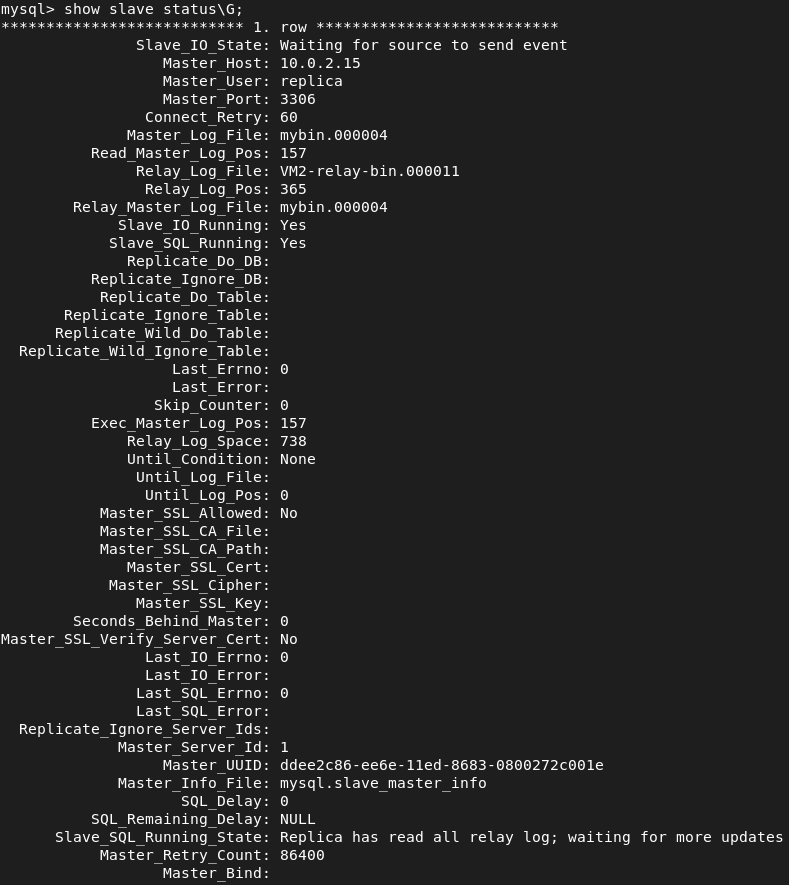 mysql> show slave status\G;
*************************** 1. row ***************************
Slave_IO_State: Waiting for source to send event
Master_Host: 10.0.2.15
Master_User: replica
Master_Port: 3306
Connect_Retry: 60
Master_Log_File: mybin.000004
Read_Master_Log_Pos: 157
Relay_Log_File: VM2-relay-bin.000011
Relay_Log_Pos: 365
Relay_Master_Log_File: mybin.000004
Slave_IO_Running: Yes
Slave_SQL_Running: Yes
Replicate_Do_DB:
Replicate_Ignore_DB:
Replicate_Do_Table:
Replicate_Ignore_Table:
Replicate_Wild_Do_Table:
Replicate_Wild_Ignore_Table:
Last_Errno: 0
Last_Error:
Skip_Counter: 0
Exec_Master_Log_Pos: 157
Relay_Log_Space: 738
Until_Condition: None
Until_Log_File:
Until_Log_Pos: 0
Master_SSL_Allowed: No
Master_SSL_CA_File:
Master_SSL_CA_Path:
Master_SSL_Cert:
Master_SSL_Cipher:
Master_SSL_Key:
Seconds_Behind_Master: 0
Master_SSL_Verify_Server_Cert: No
Last_IO_Errno: 0
Last_IO_Error:
Last_SQL_Errno: 0
Last_SQL_Error:
Replicate_Ignore_Server_Ids:
Master_Server_Id: 1
Master_UUID: ddee2c86-ee6e-11ed-8683-0800272c001e
Master_Info_File: mysql.slave_master_info
SQL_Delay: 0
SQL_Remaining_Delay: NULL
Slave_SQL_Running_State: Replica has read all relay log; waiting for more updates
Master_Retry_Count: 86400
Master_Bind: